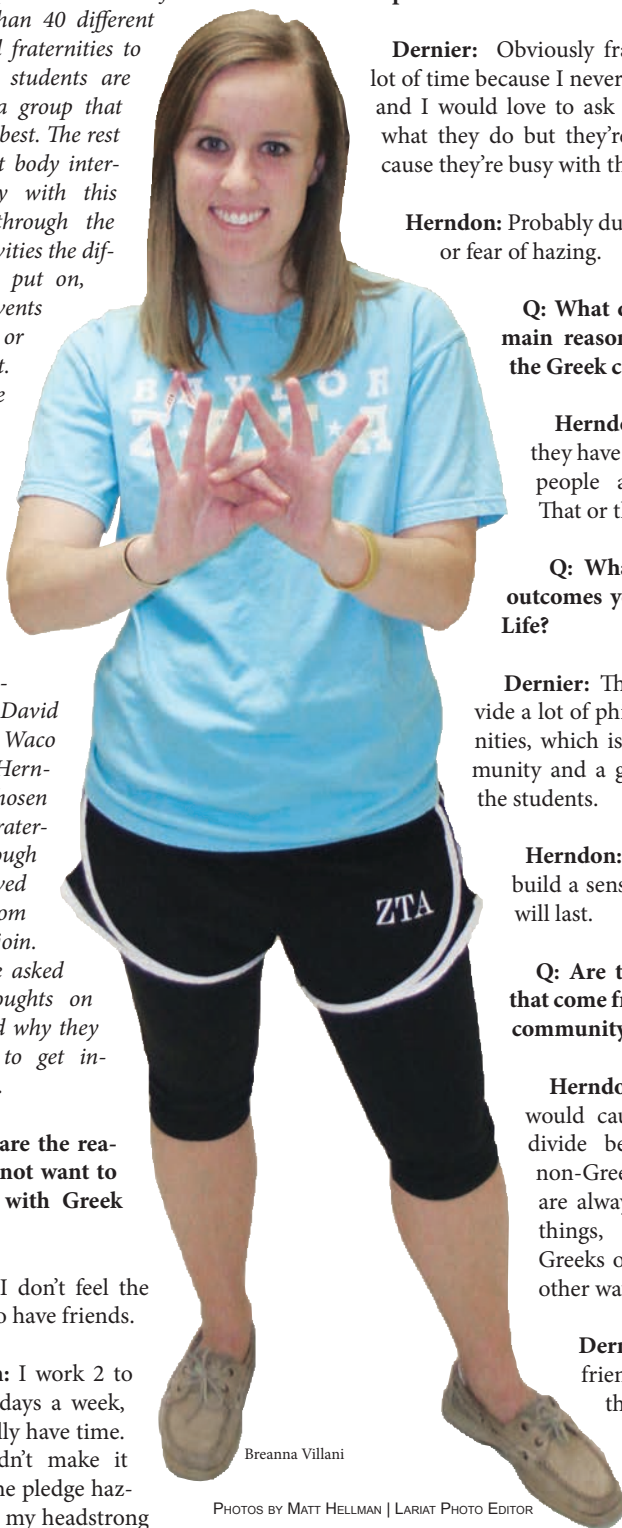 han 40 different
l fraternities to
students are
a group that
best. The rest
t body inter-
y with this
through the
vities the dif-
put on,
vents
or
t.
e
-
David
Waco
Hern-
hosen
rater-
ough
ved
om
join.
e asked
oughts on
d why they
to get in-
.
are the rea-
not want to
with Greek
I don't feel the
o have friends.
n: I work 2 to
days a week,
lly have time.
dn't make it
he pledge haz-
my headstrong
BAYLOR
ZTA
Breanna Villani
PHOTOS BY MATT HELLMAN | LARIAT PHOTO EDITOR
Dernier: Obviously fra
lot of time because I never
and I would love to ask
what they do but they're
cause they're busy with th
Herndon: Probably du
or fear of hazing.
Q: What d
main reason
the Greek c
Herndo
they have
people a
That or th
Q: Wha
outcomes yo
Life?
Dernier: Th
vide a lot of phi
nities, which is
munity and a g
the students.
Herndon:
build a sens
will last.
Q: Are t
that come fr
community
Herndo
would cau
divide be
non-Gree
are alway
things,
Greeks o
other wa
Dern
frien
th